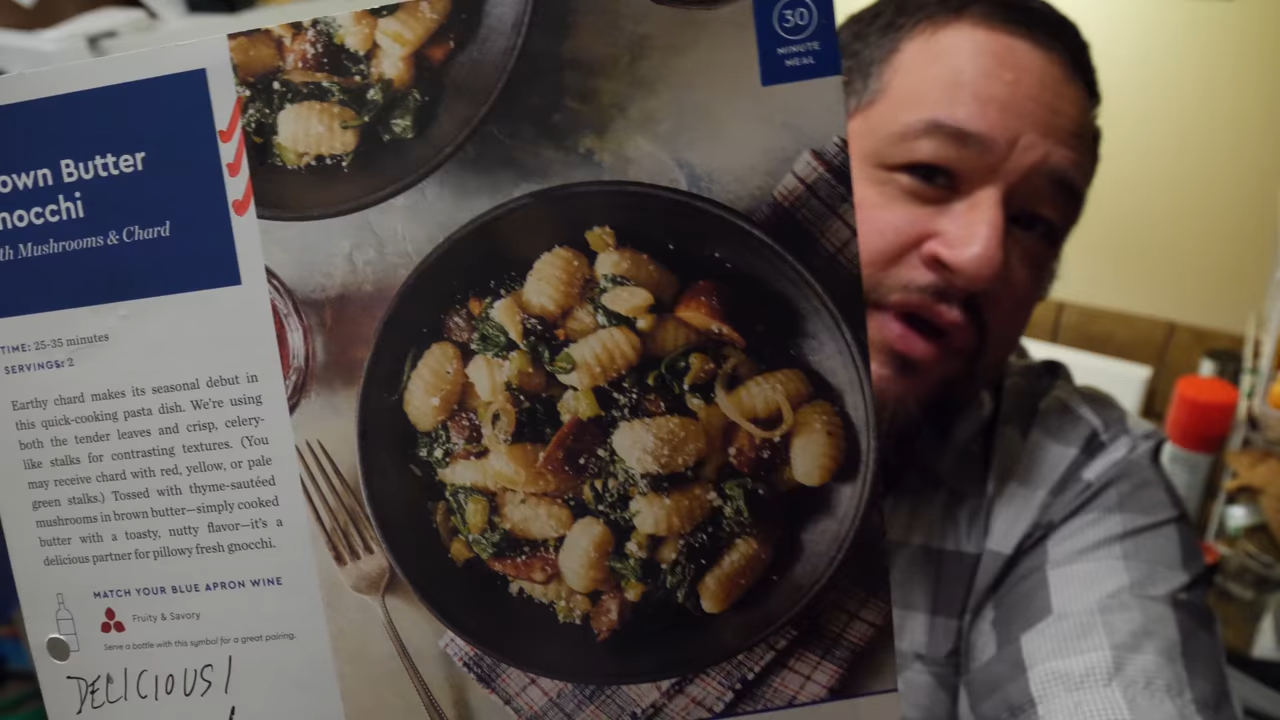 own Butter
nocchi
th Mushrooms & Chard
TIME: 25-35 minutes
SERVINGS: 2
Earthy chard makes its seasonal debut in
this quick-cooking pasta dish. We're using
both the tender leaves and crisp, celery-
like stalks for contrasting textures. (You
may receive chard with red, yellow, or pale
green stalks.) Tossed with thyme-sautéed
mushrooms in brown butter—simply cooked
butter with a toasty, nutty flavor—it's a
delicious partner for pillowy fresh gnocchi.
MATCH YOUR BLUE APRON WINE
Fruity & Savory
Serve a bottle with this symbol for a great pairing.
DELICIOUS!
30
MINUTE
MEAL